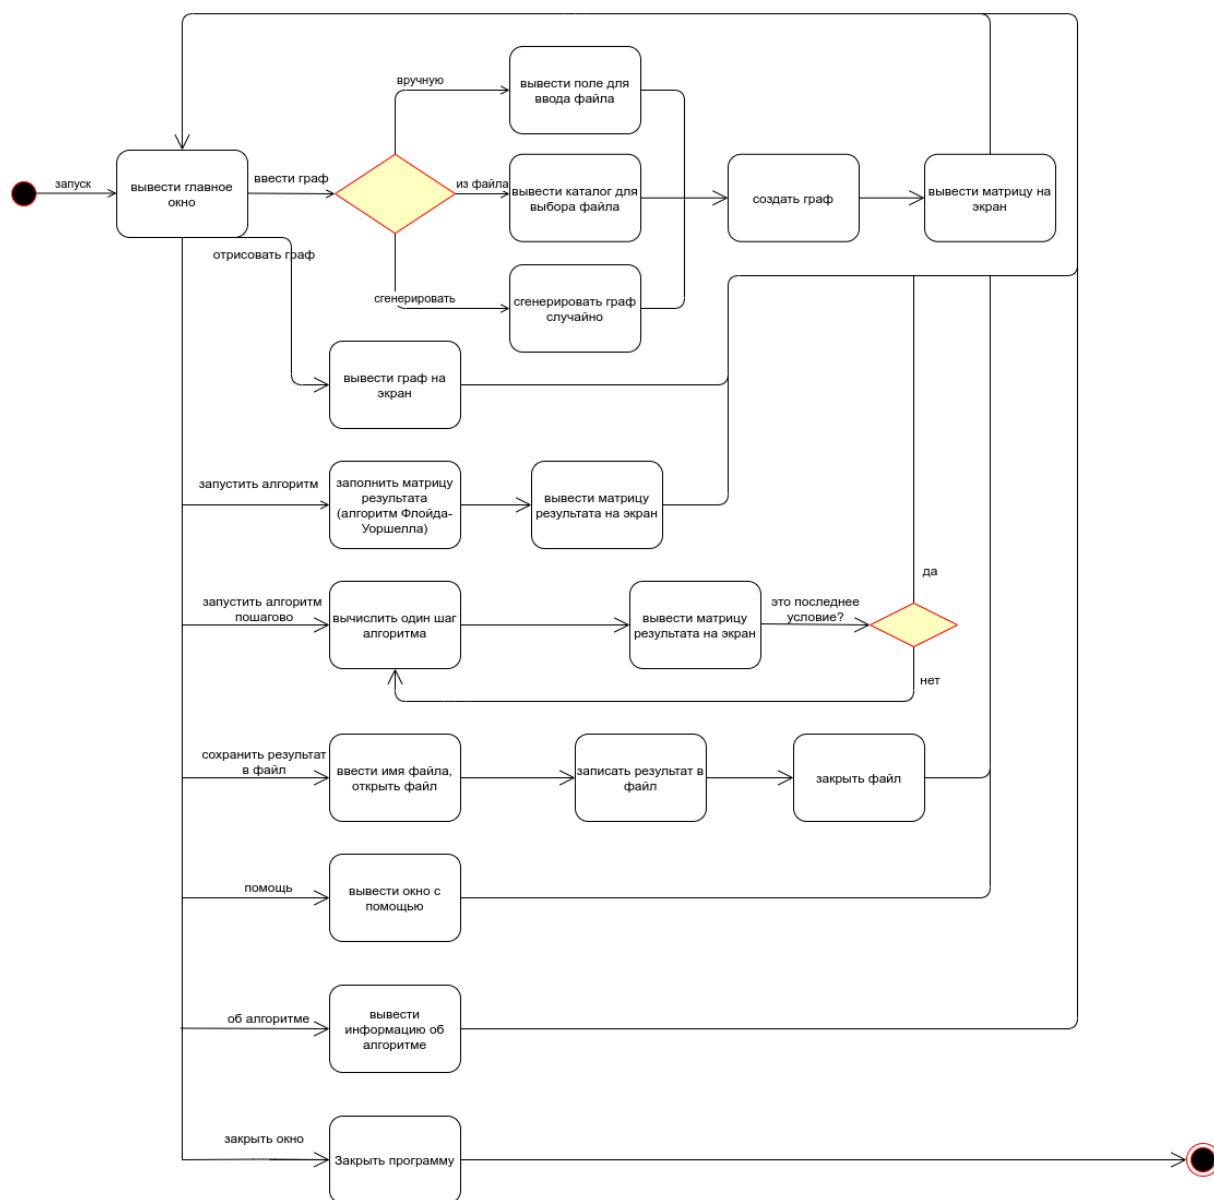 вручную
вывести поле для
ввода файла
запуск
вывести главное
окно
ввести граф
из файла
вывести каталог для
выбора файла
создать граф
вывести матрицу на
экран
отрисовать граф
сгенерировать
сгенерировать граф
случайно
вывести граф на
экран
запустить алгоритм
заполнить матрицу
результата
(алгоритм Флойда-
Уоршелла)
вывести матрицу
результата на экран
запустить алгоритм
пошагово
вычислить один шаг
алгоритма
вывести матрицу
результата на экран
это последнее
условие?
да
нет
сохранить результат
в файл
ввести имя файла,
открыть файл
записать результат в
файл
закрыть файл
помощь
вывести окно с
помощью
об алгоритме
вывести
информацию об
алгоритме
закрыть окно
Закрыть программу